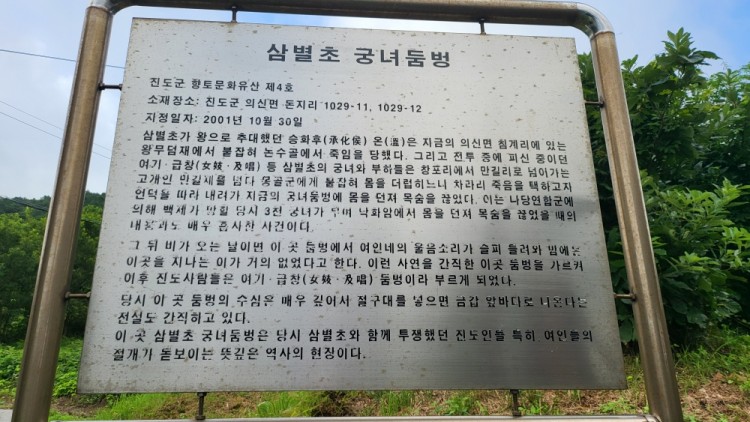 삼별초 궁녀둠벙
진도군 향토문화유산 제4호
소재장소: 진도군 의신면 돈지리 1029-11, 1029-12
지정일자: 2001년 10월 30일
삼별초가 왕으로 추대했던 승화후(承化侯) 온(溫)은 지금의 의신면 침계리에 있는
왕무덤재에서 붙잡혀 논수골에서 죽임을 당했다. 그리고 전투 중에 피신 중이던
여기·급창(女妓·及唱) 등 삼별초의 궁녀와 부하들은 창포리에서 만길리로 넘어가는
고개인 만길재를 넘다 몽골군에게 붙잡혀 몸을 더럽히느니 차라리 죽음을 택하고자
언덕을 따라 내려가 지금의 궁녀둠벙에 몸을 던져 목숨을 끊었다. 이는 나당연합군에
의해 백제가 망할 당시 3천 궁녀가 부여 낙화암에서 몸을 던져 목숨을 끊었을 때의
내용과도 매우 흡사한 사건이다.
그 뒤 비가 오는 날이면 이 곳 둠벙에서 여인네의 울음소리가 슬피 들려와 밤에는
이곳을 지나는 이가 거의 없었다고 한다. 이런 사연을 간직한 이곳 둠벙을 가르켜
이후 진도사람들은 여기·급창(女妓·及唱) 둠벙이라 부르게 되었다.
당시 이 곳 둠벙의 수심은 매우 깊어서 절구대를 넣으면 금갑 앞바다로 나온다는
전설도 간직하고 있다.
이 곳 삼별초 궁녀둠벙은 당시 삼별초와 함께 투쟁했던 진도인들 특히 여인들의
절개가 돋보이는 뜻깊은 역사의 현장이다.